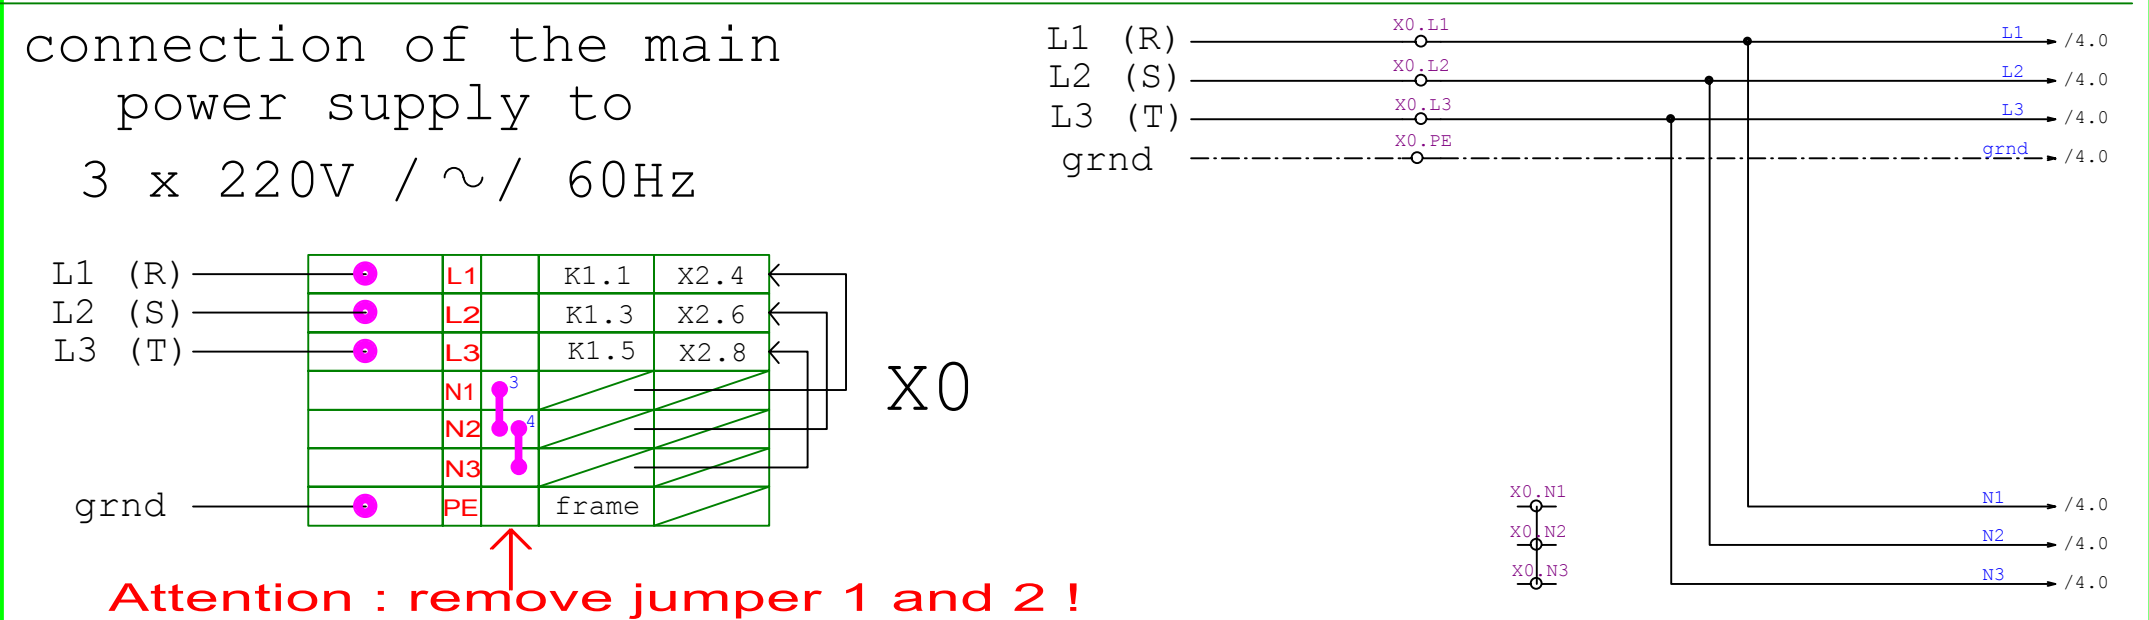 connection of the main
power supply to
3 x 220V /~/ 60Hz
L1 (R) L1 K1.1 X2.4
L2 (S) L2 K1.3 X2.6
L3 (T) L3 K1.5 X2.8
N1 3
N2 4
N3
grnd PE frame
X0
Attention : remove jumper 1 and 2 !
L1 (R) X0.L1 L1 /4.0
L2 (S) X0.L2 L2 /4.0
L3 (T) X0.L3 L3 /4.0
grnd X0.PE grnd /4.0
X0.N1 N1 /4.0
X0.N2 N2 /4.0
X0.N3 N3 /4.0